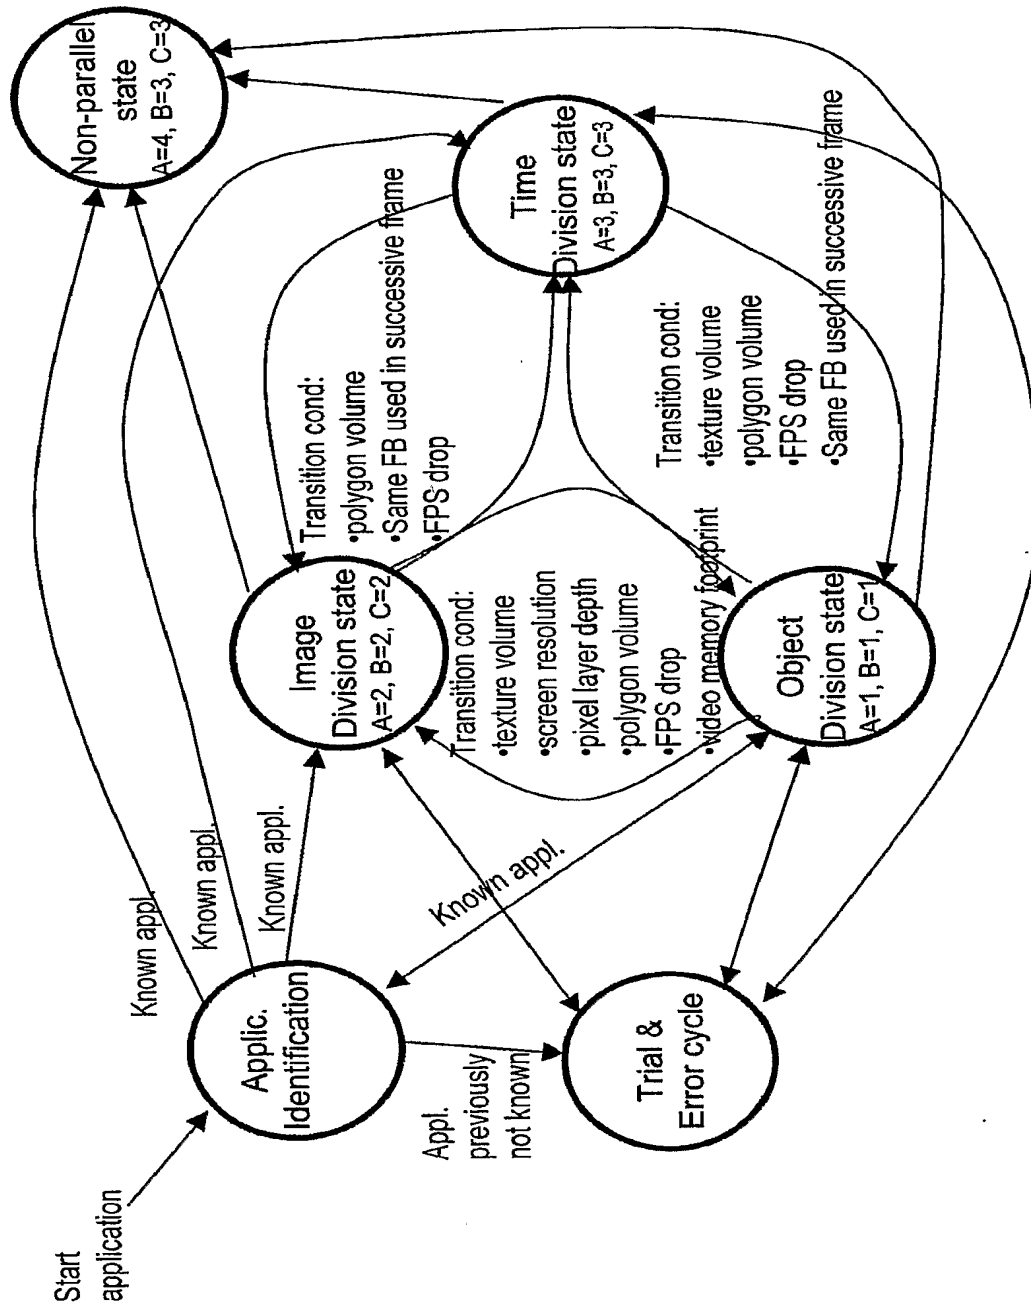 Start
application
Applic.
Identification
Known appl.
Known appl.
Known appl.
Known appl.
Appl.
previously
not known
Trial &
Error cycle
Image
Division state
A=2, B=2, C=2
Transition cond:
•texture volume
•screen resolution
•pixel layer depth
•polygon volume
•FPS drop
•video memory footprint
Object
Division state
A=1, B=1, C=1
Transition cond:
•polygon volume
•Same FB used in successive frame
•FPS drop
Transition cond:
•texture volume
•polygon volume
•FPS drop
•Same FB used in successive frame
Time
Division state
A=3, B=3, C=3
Non-parallel
state
A=4, B=3, C=3